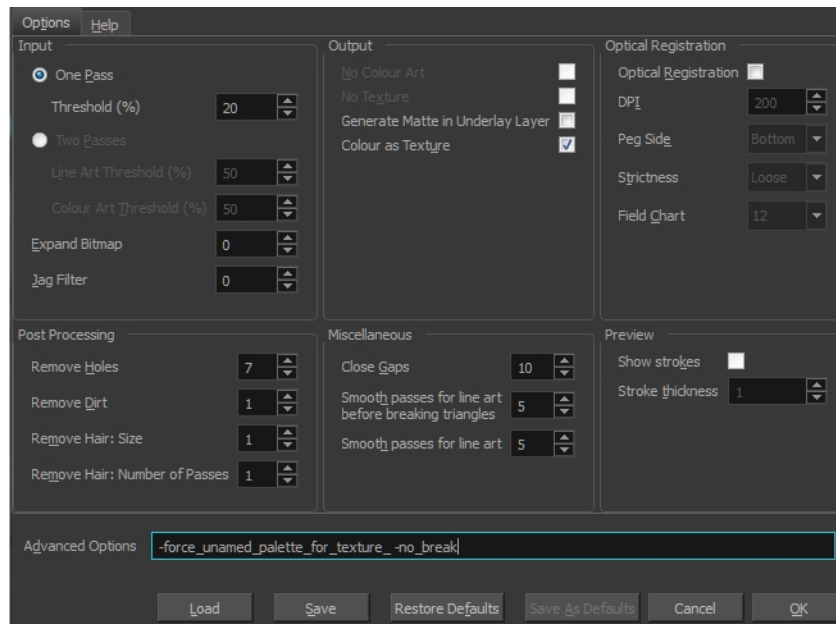 Options
Help
Input
One Pass
Threshold (%) 20
Two Passes
Line Art Threshold (%) 50
Colour Art Threshold (%) 50
Expand Bitmap 0
Jag Filter 0
Output
No Colour Art
No Texture
Generate Matte in Underlay Layer
Colour as Texture
Optical Registration
Optical Registration
DPI 200
Peg Side Bottom
Strictness Loose
Field Chart 12
Post Processing
Remove Holes 7
Remove Dirt 1
Remove Hair: Size 1
Remove Hair: Number of Passes 1
Miscellaneous
Close Gaps 10
Smooth passes for line art
before breaking triangles 5
Smooth passes for line art 5
Preview
Show strokes
Stroke thickness 1
Advanced Options -force_unamed_palette_for_texture_ -no_break
Load Save Restore Defaults Save As Defaults Cancel OK